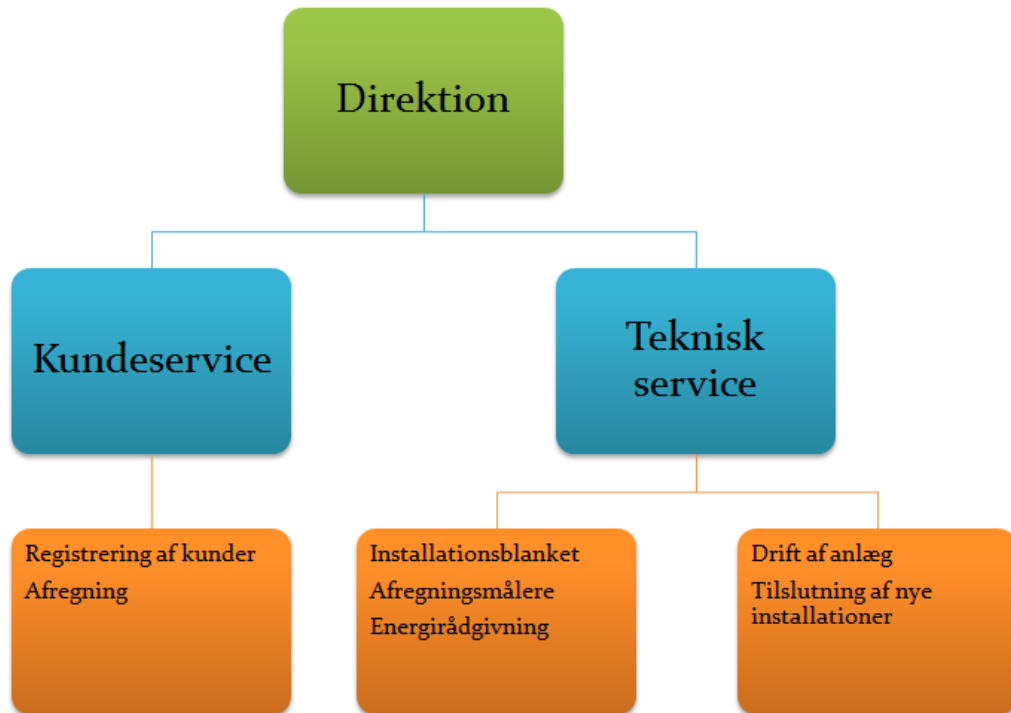 Direktion
Kundeservice
Teknisk
service
Registrering af kunder
Afregning
Installationsblanket
Afregningsmålere
Energirådgivning
Drift af anlæg
Tilslutning af nye
installationer